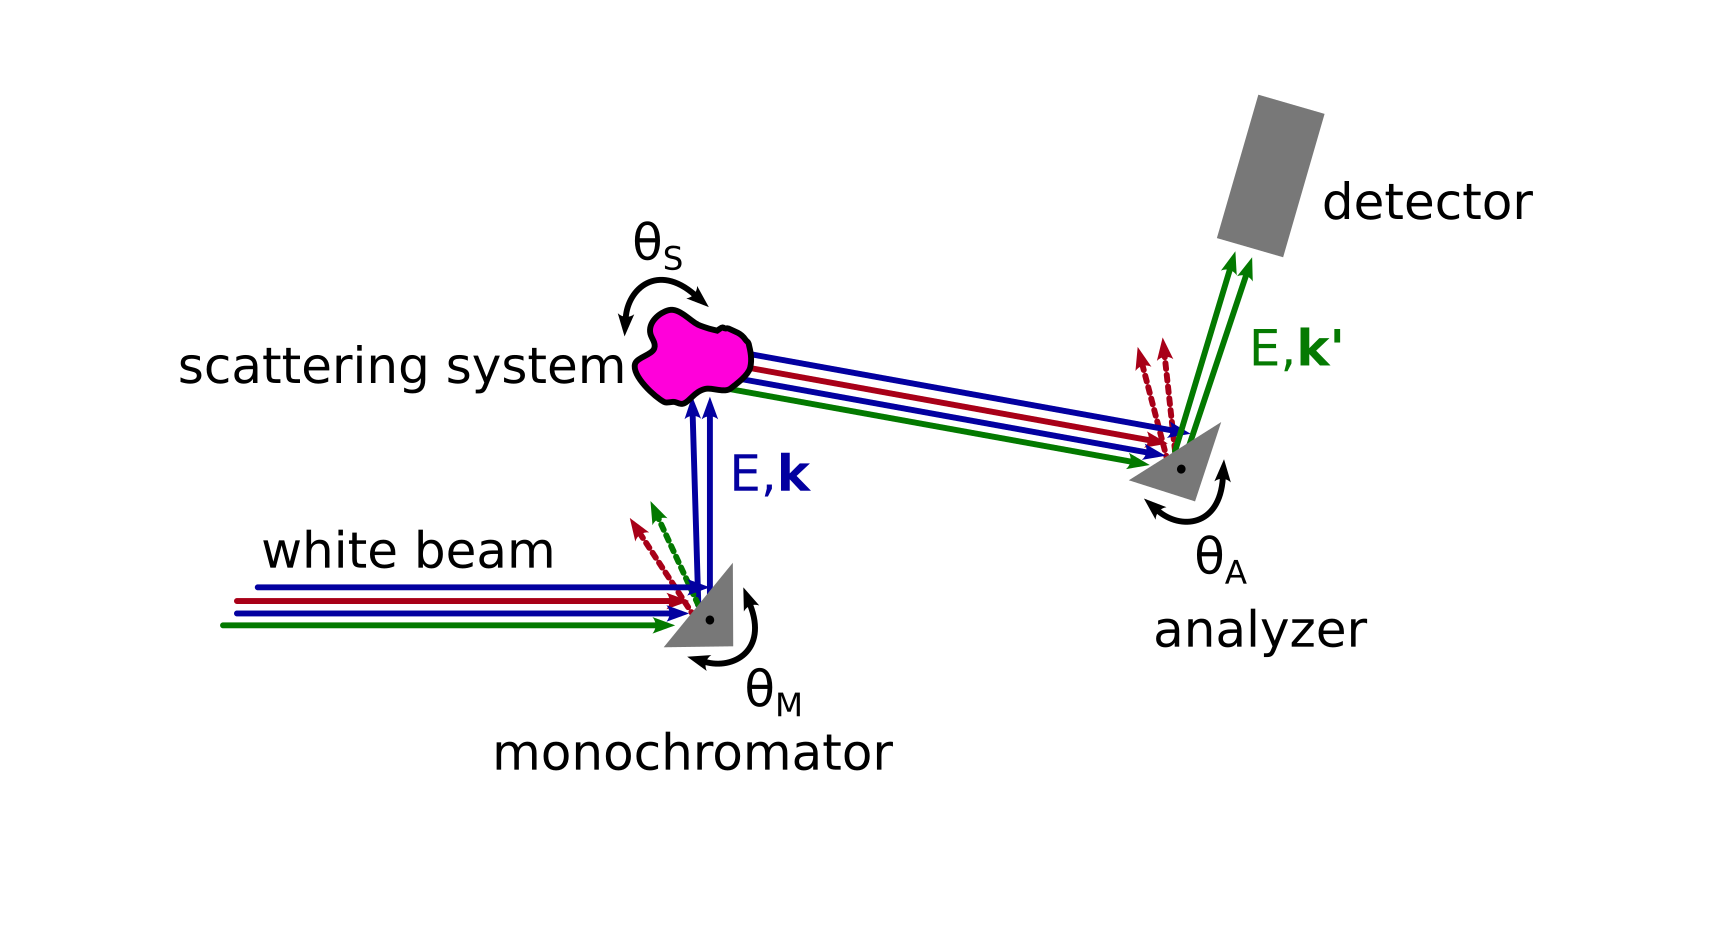 detector
θS
E,k'
scattering system
E,k
white beam
θA
analyzer
θM
monochromator